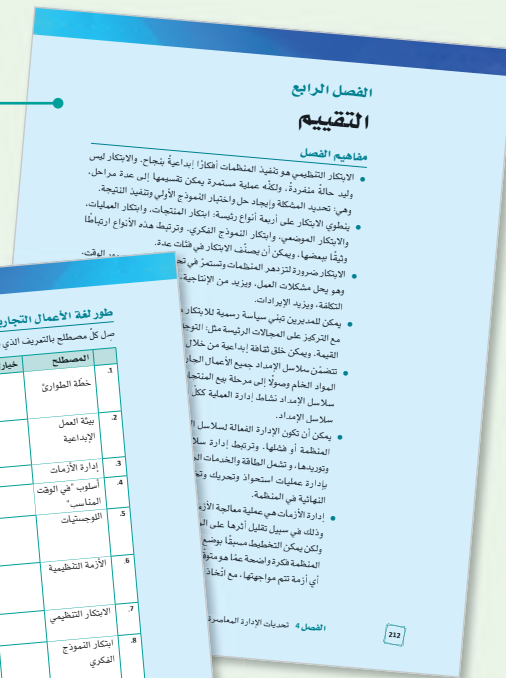 الفصل الرابع
التقييم
مفاهيم الفصل
• الابتكار التنظيمي هو تنفيذ المنظمات أفكارًا إبداعية بنجاح. والابتكار ليس
وليد حالة منفردة، ولكنّه عملية مستمرة يمكن تقسيمها إلى عدة مراحل،
وهي: تحديد المشكلة وإيجاد حل واختبار النموذج الأولي وتنفيذ النتيجة.
• ينطوي الابتكار على أربعة أنواع رئيسة: ابتكار المنتجات، وابتكار العمليات،
والابتكار الموضعي، وابتكار النموذج الفكري. وترتبط هذه الأنواع ارتباطًا
وثيقًا ببعضها، ويمكن أن يصنّف الابتكار في فئات عدة.
• الابتكار ضرورة لتزدهر المنظمات وتستمرّ في الوقت.
وهو يحل مشكلات العمل، ويزيد من الإنتاجية،
التكلفة، ويزيد الإيرادات.
• يمكن للمديرين تبني سياسة رسمية للابتكار
مع التركيز على المجالات الرئيسة مثل:
القيمة. ويمكن خلق ثقافة إبداعية من خلال
• تتضمّن سلاسل الإمداد جميع الأعمال
المواد الخام وصولًا إلى مرحلة بيع
سلاسل الإمداد نشاط إدارة العملية ككلّ
سلاسل الإمداد.
• يمكن أن تكون الإدارة الفعالة لسلاسل
المنظمة أو فشلها. وترتبط إدارة
وتوريدها، و تشمل الطاقة والخدمات
بإدارة عمليات استحواذ وتحريك
النهائية في المنظمة.
• إدارة الأزمات هي عملية معالجة
وذلك في سبيل تقليل أثرها على
ولكن يمكن التخطيط مسبقًا بوضع
المنظمة فكرة واضحة عمّا هو
أي أزمة تتم مواجهتها، مع اتّخاذ
الفصل 4 تحديات الإدارة المعاصرة
212
طور لغة الأعمال
صِل كلّ مصطلح بالتعريف الذي
المصطلح
1. خطّة الطوارئ
2. بيئة العمل
الإبداعية
3. إدارة الأزمات
4. أسلوب "في الوقت
المناسب"
5. اللوجستيات
6. الأزمة التنظيمية
7. الابتكار التنظيمي
8. ابتكار النموذج
الفكري